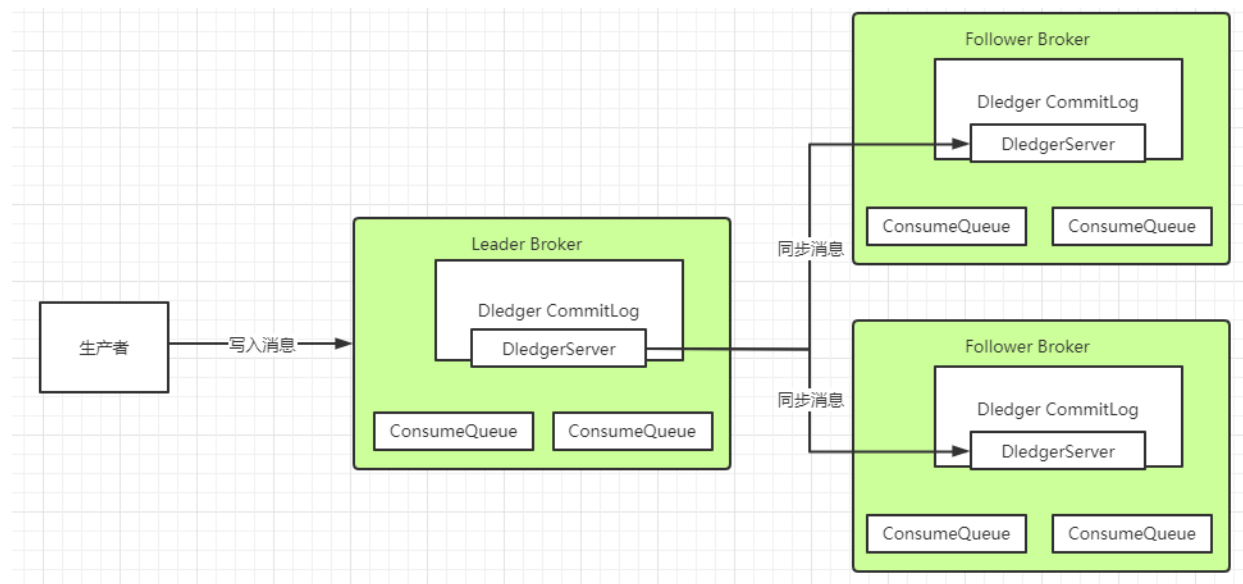 生产者
写入消息
Leader Broker
Dledger CommitLog
DledgerServer
ConsumeQueue
ConsumeQueue
同步消息
同步消息
Follower Broker
Dledger CommitLog
DledgerServer
ConsumeQueue
ConsumeQueue
Follower Broker
Dledger CommitLog
DledgerServer
ConsumeQueue
ConsumeQueue